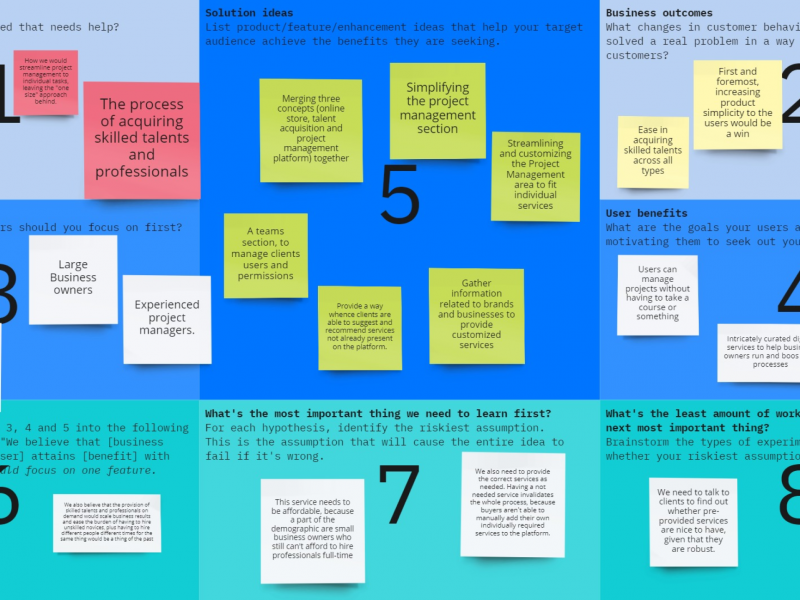 ed that needs help?
1
How we would
streamline project
management to
individual tasks,
leaving the "one
size" approach
behind.
The process
of acquiring
skilled talents
and
professionals
Solution ideas
List product/feature/enhancement ideas that help your target
audience achieve the benefits they are seeking.
Merging three
concepts (online
store, talent
acquisition and
project
management
platform) together
Simplifying
the project
management
section
Streamlining
and customizing
the Project
Management
area to fit
individual
services
5
A teams
section, to
manage clients
users and
permissions
Provide a way
whence clients are
able to suggest and
recommend services
not already present
on the platform.
Gather
information
related to brands
and businesses to
provide
customized
services
Business outcomes
What changes in customer behavi
solved a real problem in a way
customers?
2
First and
foremost,
increasing
product
simplicity to the
users would be
a win
Ease in
acquiring
skilled talents
across all
types
rs should you focus on first?
3
Large
Business
owners
Experienced
project
managers.
User benefits
What are the goals your users a
motivating them to seek out you
4
Users can
manage
projects without
having to take a
course or
something
Intricately curated di
services to help busi
owners run and boos
processes
3, 4 and 5 into the following
"We believe that [business
ser] attains [benefit] with
ld focus on one feature.
We also believe that the provision of
skilled talents and professionals on
demand would scale business results
and ease the burden of having to hire
unskilled novices, plus having to hire
different people different times for the
same thing would be a thing of the past
What's the most important thing we need to learn first?
For each hypothesis, identify the riskiest assumption.
This is the assumption that will cause the entire idea to
fail if it's wrong.
7
This service needs to
be affordable, because
a part of the
demographic are small
business owners who
still can't afford to hire
professionals full-time
We also need to provide
the correct services as
needed. Having a not
needed service invalidates
the whole process, because
buyers aren't able to
manually add their own
individually required
services to the platform.
What's the least amount of work
next most important thing?
Brainstorm the types of experim
whether your riskiest assumptio
8
We need to talk to
clients to find out
whether pre-
provided services
are nice to have,
given that they
are robust.